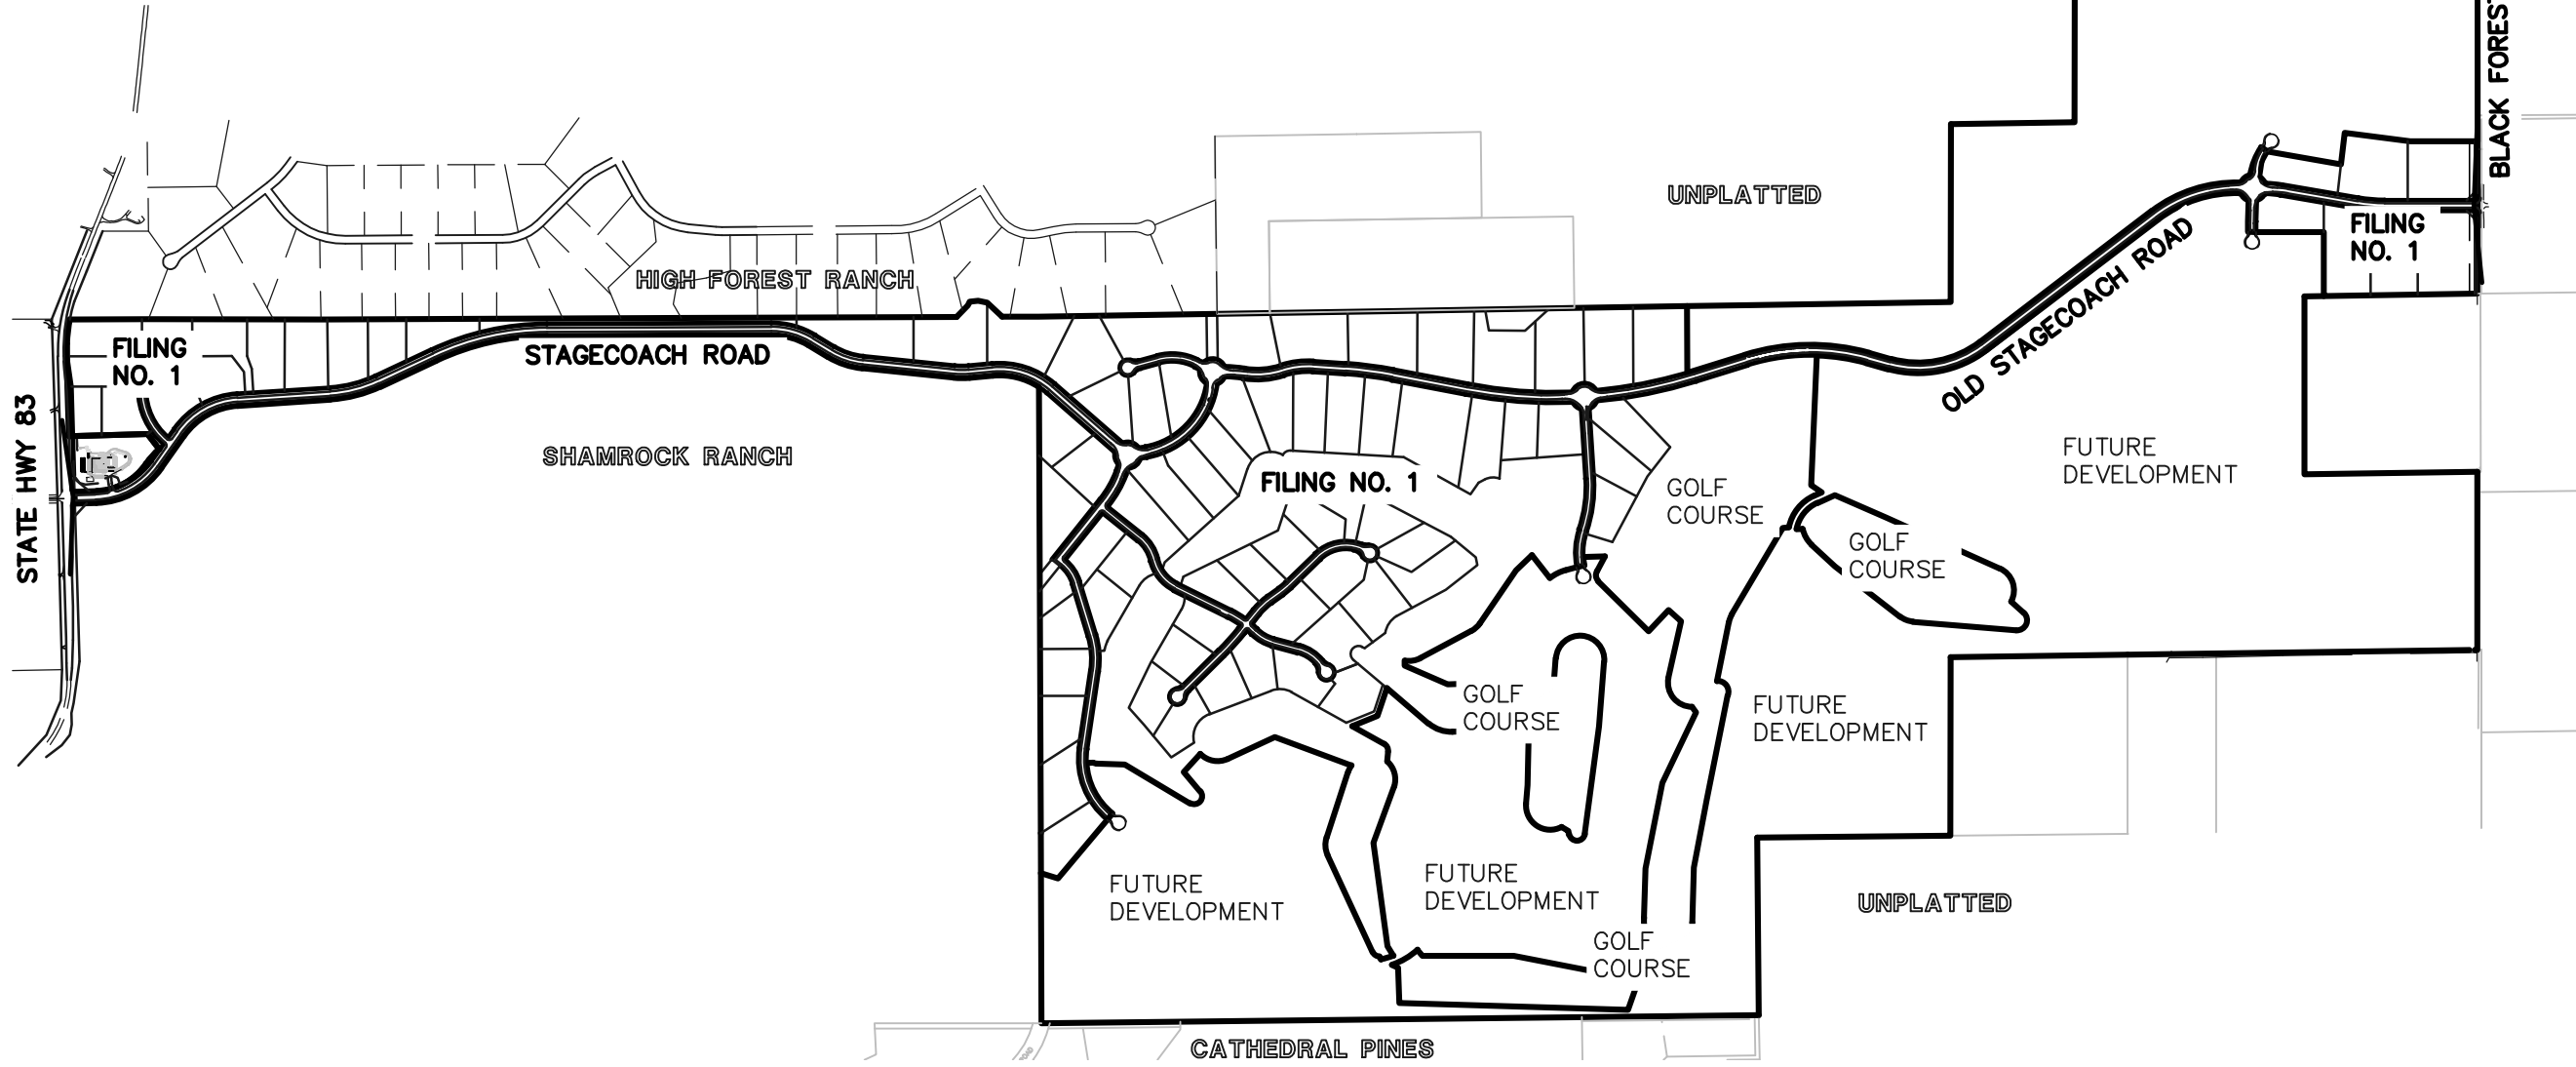 BLACK FOREST
UNPLATTED
FILING
NO. 1
HIGH FOREST RANCH
OLD STAGECOACH ROAD
FILING
NO. 1
STAGECOACH ROAD
STATE HWY 83
SHAMROCK RANCH
FILING NO. 1
GOLF
COURSE
FUTURE
DEVELOPMENT
GOLF
COURSE
GOLF
COURSE
FUTURE
DEVELOPMENT
FUTURE
DEVELOPMENT
FUTURE
DEVELOPMENT
UNPLATTED
GOLF
COURSE
CATHEDRAL PINES
ROAD